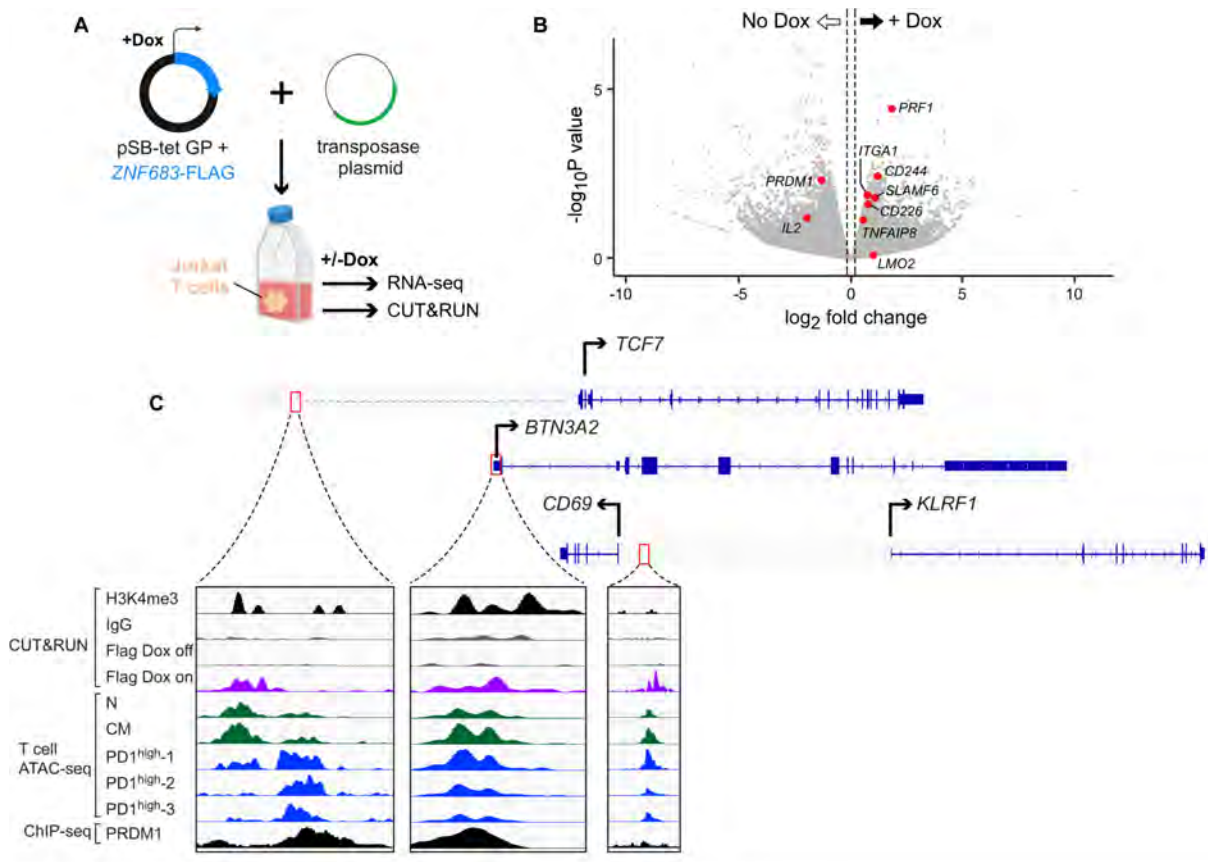 A
+Dox
pSB-tet GP +
ZNF683-FLAG
+
transposase
plasmid
Jurkat
T cells
+/-Dox
RNA-seq
CUT&RUN
B
No Dox
+ Dox
-log10P value
5
0
-10
-5
0
5
10
log2 fold change
PRF1
ITGA1
CD244
SLAMF6
CD226
TNFAIP8
LMO2
PRDM1
IL2
C
TCF7
BTN3A2
CD69
KLRF1
CUT&RUN
H3K4me3
IgG
Flag Dox off
Flag Dox on
T cell
ATAC-seq
N
CM
PD1high-1
PD1high-2
PD1high-3
ChIP-seq
PRDM1